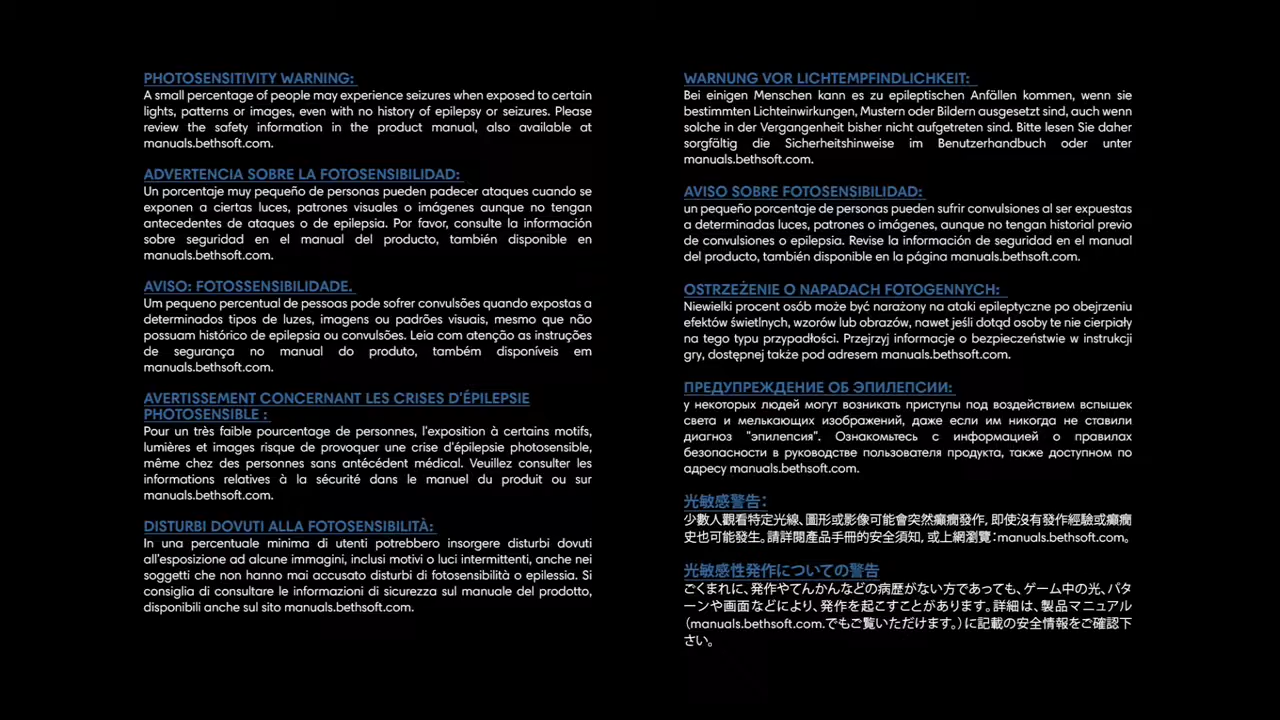 PHOTOSENSITIVITY WARNING:
A small percentage of people may experience seizures when exposed to certain
lights, patterns or images, even with no history of epilepsy or seizures. Please
review the safety information in the product manual, also available at
manuals.bethsoft.com.
ADVERTENCIA SOBRE LA FOTOSENSIBILIDAD:
Un porcentaje muy pequeño de personas pueden padecer ataques cuando se
exponen a ciertas luces, patrones visuales o imágenes aunque no tengan
antecedentes de ataques o de epilepsia. Por favor, consulte la información
sobre seguridad en el manual del producto, también disponible en
manuals.bethsoft.com.
AVISO: FOTOSSENSIBILIDADE.
Um pequeno percentual de pessoas pode sofrer convulsões quando expostas a
determinados tipos de luzes, imagens ou padrões visuais, mesmo que não
possuam histórico de epilepsia ou convulsões. Leia com atenção as instruções
de segurança no manual do produto, também disponíveis em
manuals.bethsoft.com.
AVERTISSEMENT CONCERNANT LES CRISES D'ÉPILEPSIE
PHOTOSENSIBLE :
Pour un très faible pourcentage de personnes, l'exposition à certains motifs,
lumières et images risque de provoquer une crise d'épilepsie photosensible,
même chez des personnes sans antécédent médical. Veuillez consulter les
informations relatives à la sécurité dans le manuel du produit ou sur
manuals.bethsoft.com.
DISTURBI DOVUTI ALLA FOTOSENSIBILITÀ:
In una percentuale minima di utenti potrebbero insorgere disturbi dovuti
all'esposizione ad alcune immagini, inclusi motivi o luci intermittenti, anche nei
soggetti che non hanno mai accusato disturbi di fotosensibilità o epilessia. Si
consiglia di consultare le informazioni di sicurezza sul manuale del prodotto,
disponibili anche sul sito manuals.bethsoft.com.
WARNUNG VOR LICHTEMPFINDLICHKEIT:
Bei einigen Menschen kann es zu epileptischen Anfällen kommen, wenn sie
bestimmten Lichteinwirkungen, Mustern oder Bildern ausgesetzt sind, auch wenn
solche in der Vergangenheit bisher nicht aufgetreten sind. Bitte lesen Sie daher
sorgfältig die Sicherheitshinweise im Benutzerhandbuch oder unter
manuals.bethsoft.com.
AVISO SOBRE FOTOSENSIBILIDAD:
un pequeño porcentaje de personas pueden sufrir convulsiones al ser expuestas
a determinadas luces, patrones o imágenes, aunque no tengan historial previo
de convulsiones o epilepsia. Revise la información de seguridad en el manual
del producto, también disponible en la página manuals.bethsoft.com.
OSTRZEŻENIE O NAPADACH FOTOGENNYCH:
Niewielki procent osób może być narażony na ataki epileptyczne po obejrzeniu
efektów świetlnych, wzorów lub obrazów, nawet jeśli dotąd osoby te nie cierpiały
na tego typu przypadłości. Przejrzyj informacje o bezpieczeństwie w instrukcji
gry, dostępnej także pod adresem manuals.bethsoft.com.
ПРЕДУПРЕЖДЕНИЕ ОБ ЭПИЛЕПСИИ:
у некоторых людей могут возникать приступы под воздействием вспышек
света и мелькающих изображений, даже если им никогда не ставили
диагноз "эпилепсия". Ознакомьтесь с информацией о правилах
безопасности в руководстве пользователя продукта, также доступном по
адресу manuals.bethsoft.com.
光敏感警告：
少數人觀看特定光線、圖形或影像可能會突然癲癇發作, 即使沒有發作經驗或癲癇
史也可能發生。請詳閱產品手冊的安全須知, 或上網瀏覽：manuals.bethsoft.com。
光敏感性発作についての警告
ごくまれに、発作やてんかんなどの病歴がない方であっても、ゲーム中の光、パタ
ーンや画面などにより、発作を起こすことがあります。詳細は、製品マニュアル
（manuals.bethsoft.com.でもご覧いただけます。）に記載の安全情報をご確認下
さい。